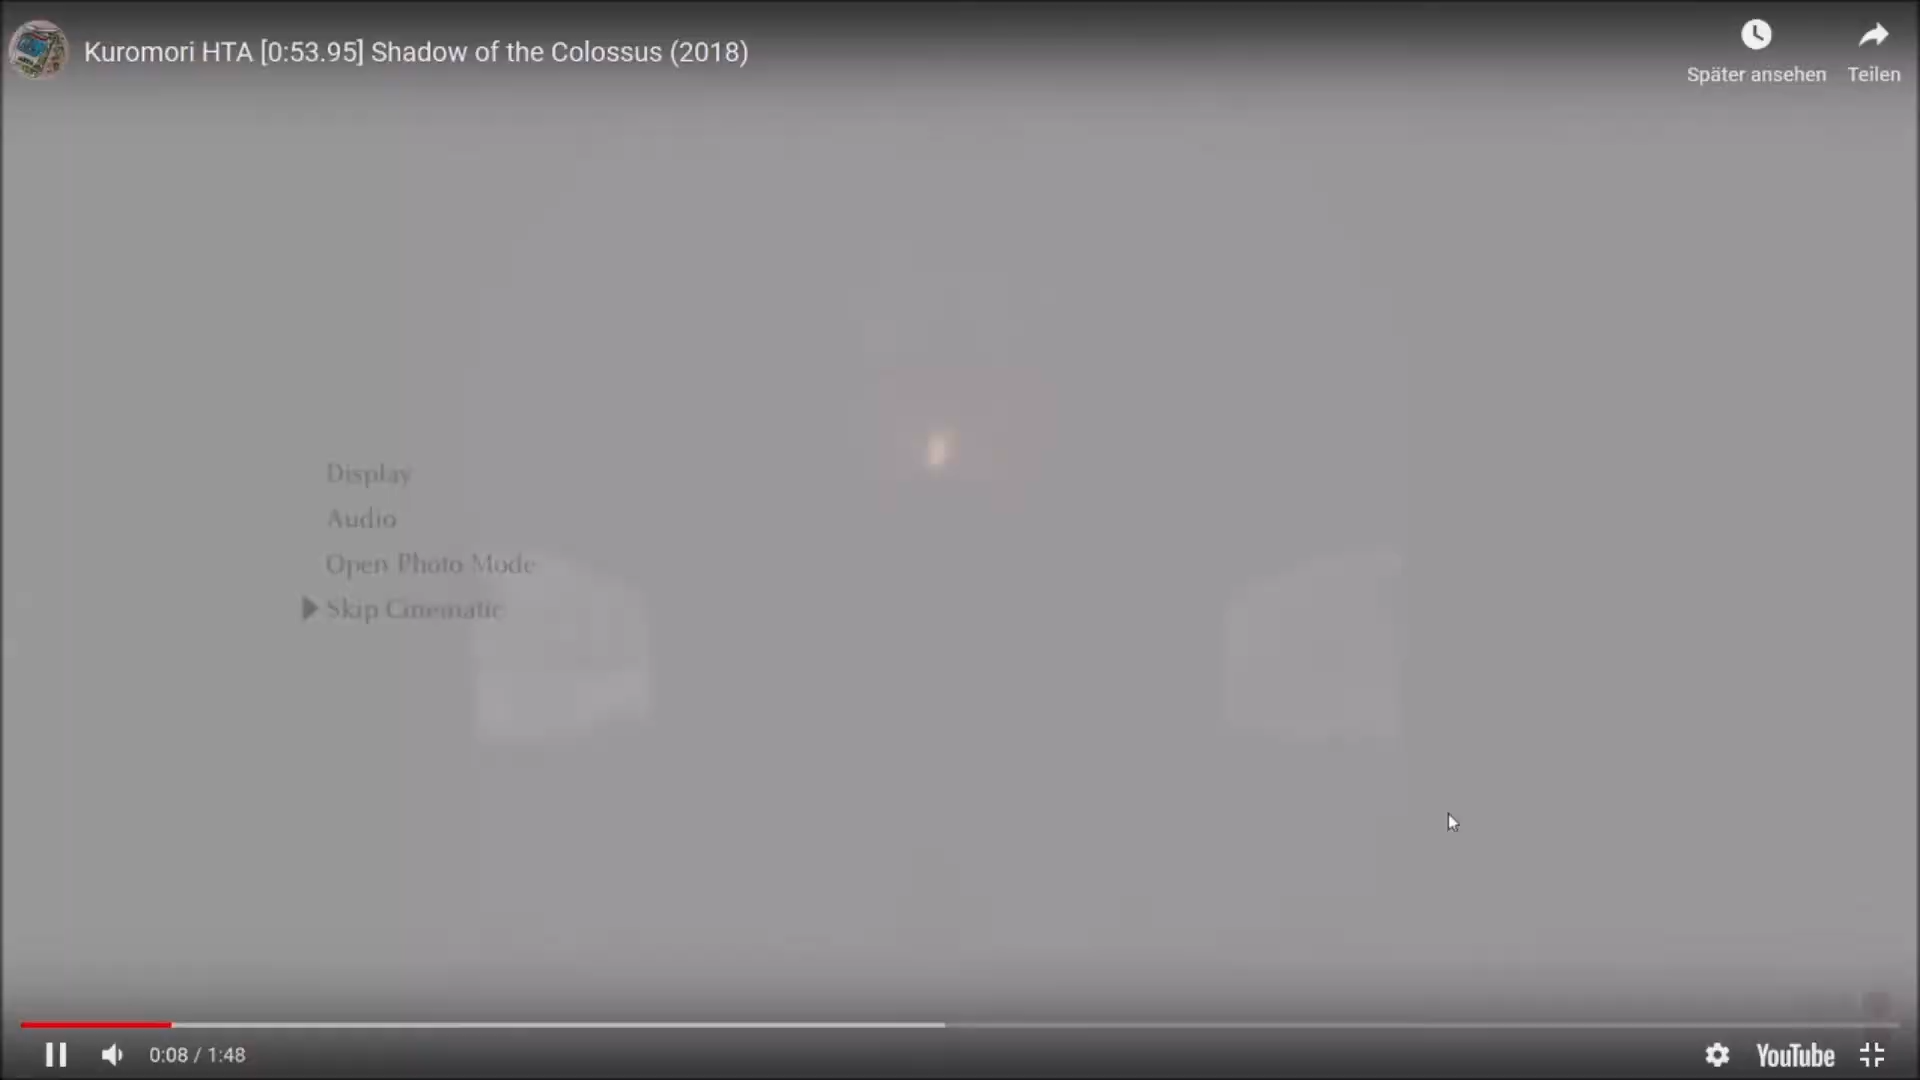 Kuromori HTA [0:53.95] Shadow of the Colossus (2018)
Später ansehen
Teilen
Display
Audio
Open Photo Mode
Skip Cinematic
0:08 / 1:48
YouTube